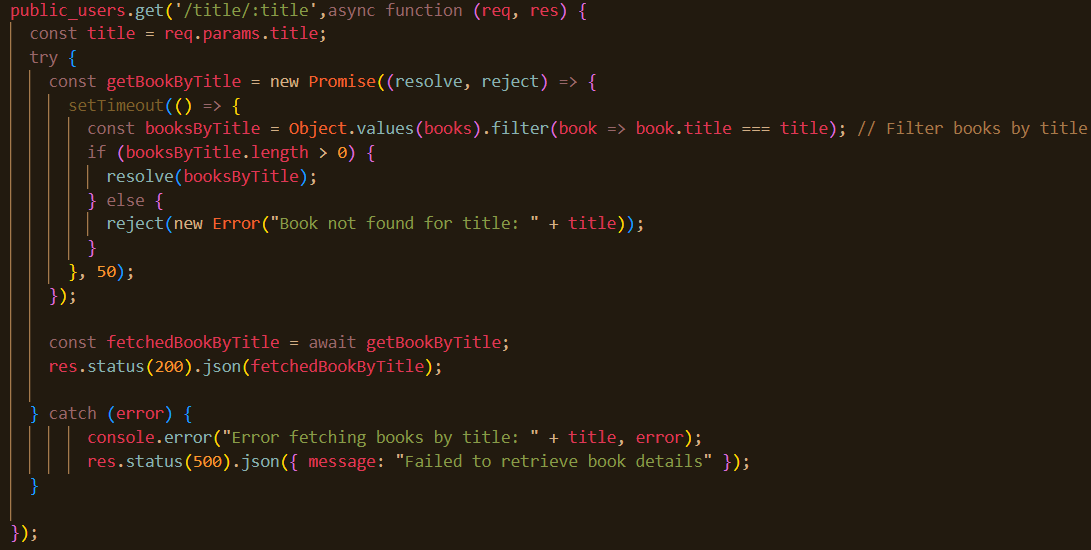 public_users.get('/title/:title',async function (req, res) {
  const title = req.params.title;
  try {
    const getBookByTitle = new Promise((resolve, reject) => {
      setTimeout(() => {
        const booksByTitle = Object.values(books).filter(book => book.title === title); // Filter books by title
        if (booksByTitle.length > 0) {
          resolve(booksByTitle);
        } else {
          reject(new Error("Book not found for title: " + title));
        }
      }, 50);
    });

    const fetchedBookByTitle = await getBookByTitle;
    res.status(200).json(fetchedBookByTitle);

  } catch (error) {
        console.error("Error fetching books by title: " + title, error);
        res.status(500).json({ message: "Failed to retrieve book details" });
  }

});